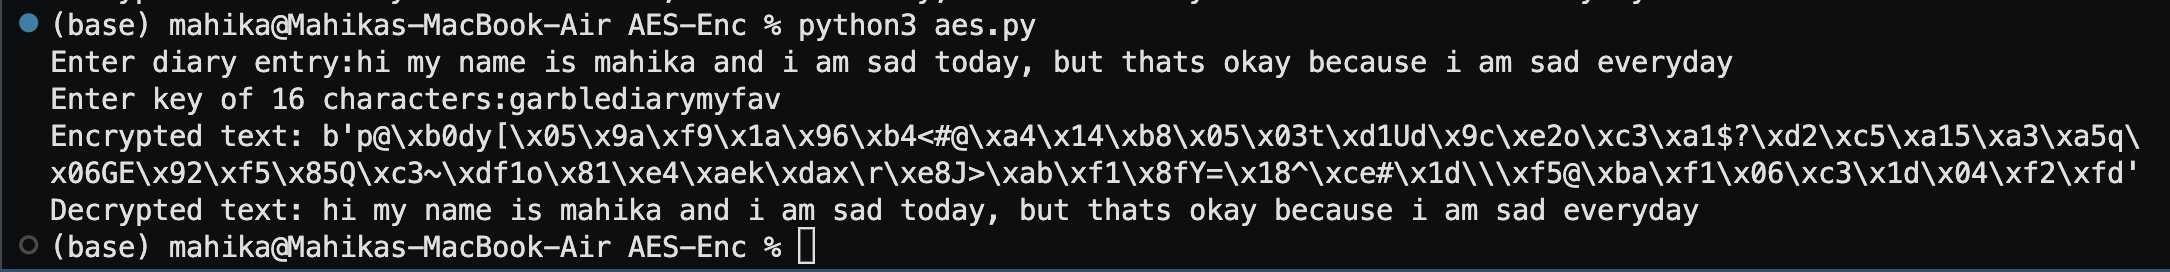 (base) mahika@Mahikas-MacBook-Air AES-Enc % python3 aes.py
Enter diary entry:hi my name is mahika and i am sad today, but thats okay because i am sad everyday
Enter key of 16 characters:garblediarymyfav
Encrypted text: b'p@\xb0dy[\x05\x9a\xf9\x1a\x96\xb4<#@\xa4\x14\xb8\x05\x03t\xd1Ud\x9c\xe2o\xc3\xa1$?\xd2\xc5\xa15\xa3\xa5q\
x06GE\x92\xf5\x85Q\xc3~\xdf1o\x81\xe4\xaek\xdax\r\xe8J>\xab\xf1\x8fY=\x18^\xce#\x1d\\\xf5@\xba\xf1\x06\xc3\x1d\x04\xf2\xfd'
Decrypted text: hi my name is mahika and i am sad today, but thats okay because i am sad everyday
(base) mahika@Mahikas-MacBook-Air AES-Enc %